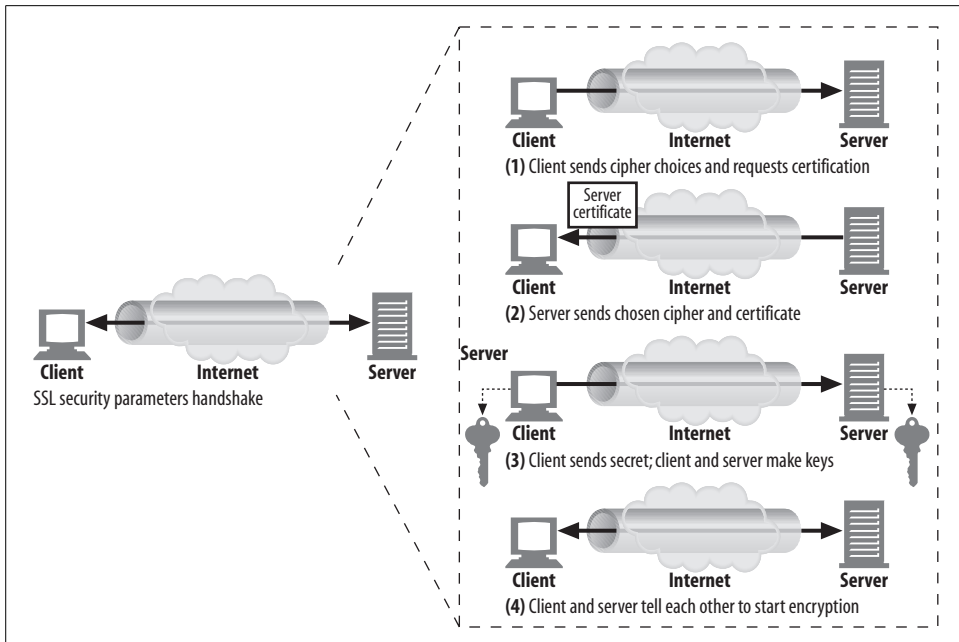 Client
Internet
Server
SSL security parameters handshake
Client
Internet
Server
(1) Client sends cipher choices and requests certification
Server
certificate
Client
Internet
Server
(2) Server sends chosen cipher and certificate
Server
Client
Internet
Server
(3) Client sends secret; client and server make keys
Client
Internet
Server
(4) Client and server tell each other to start encryption